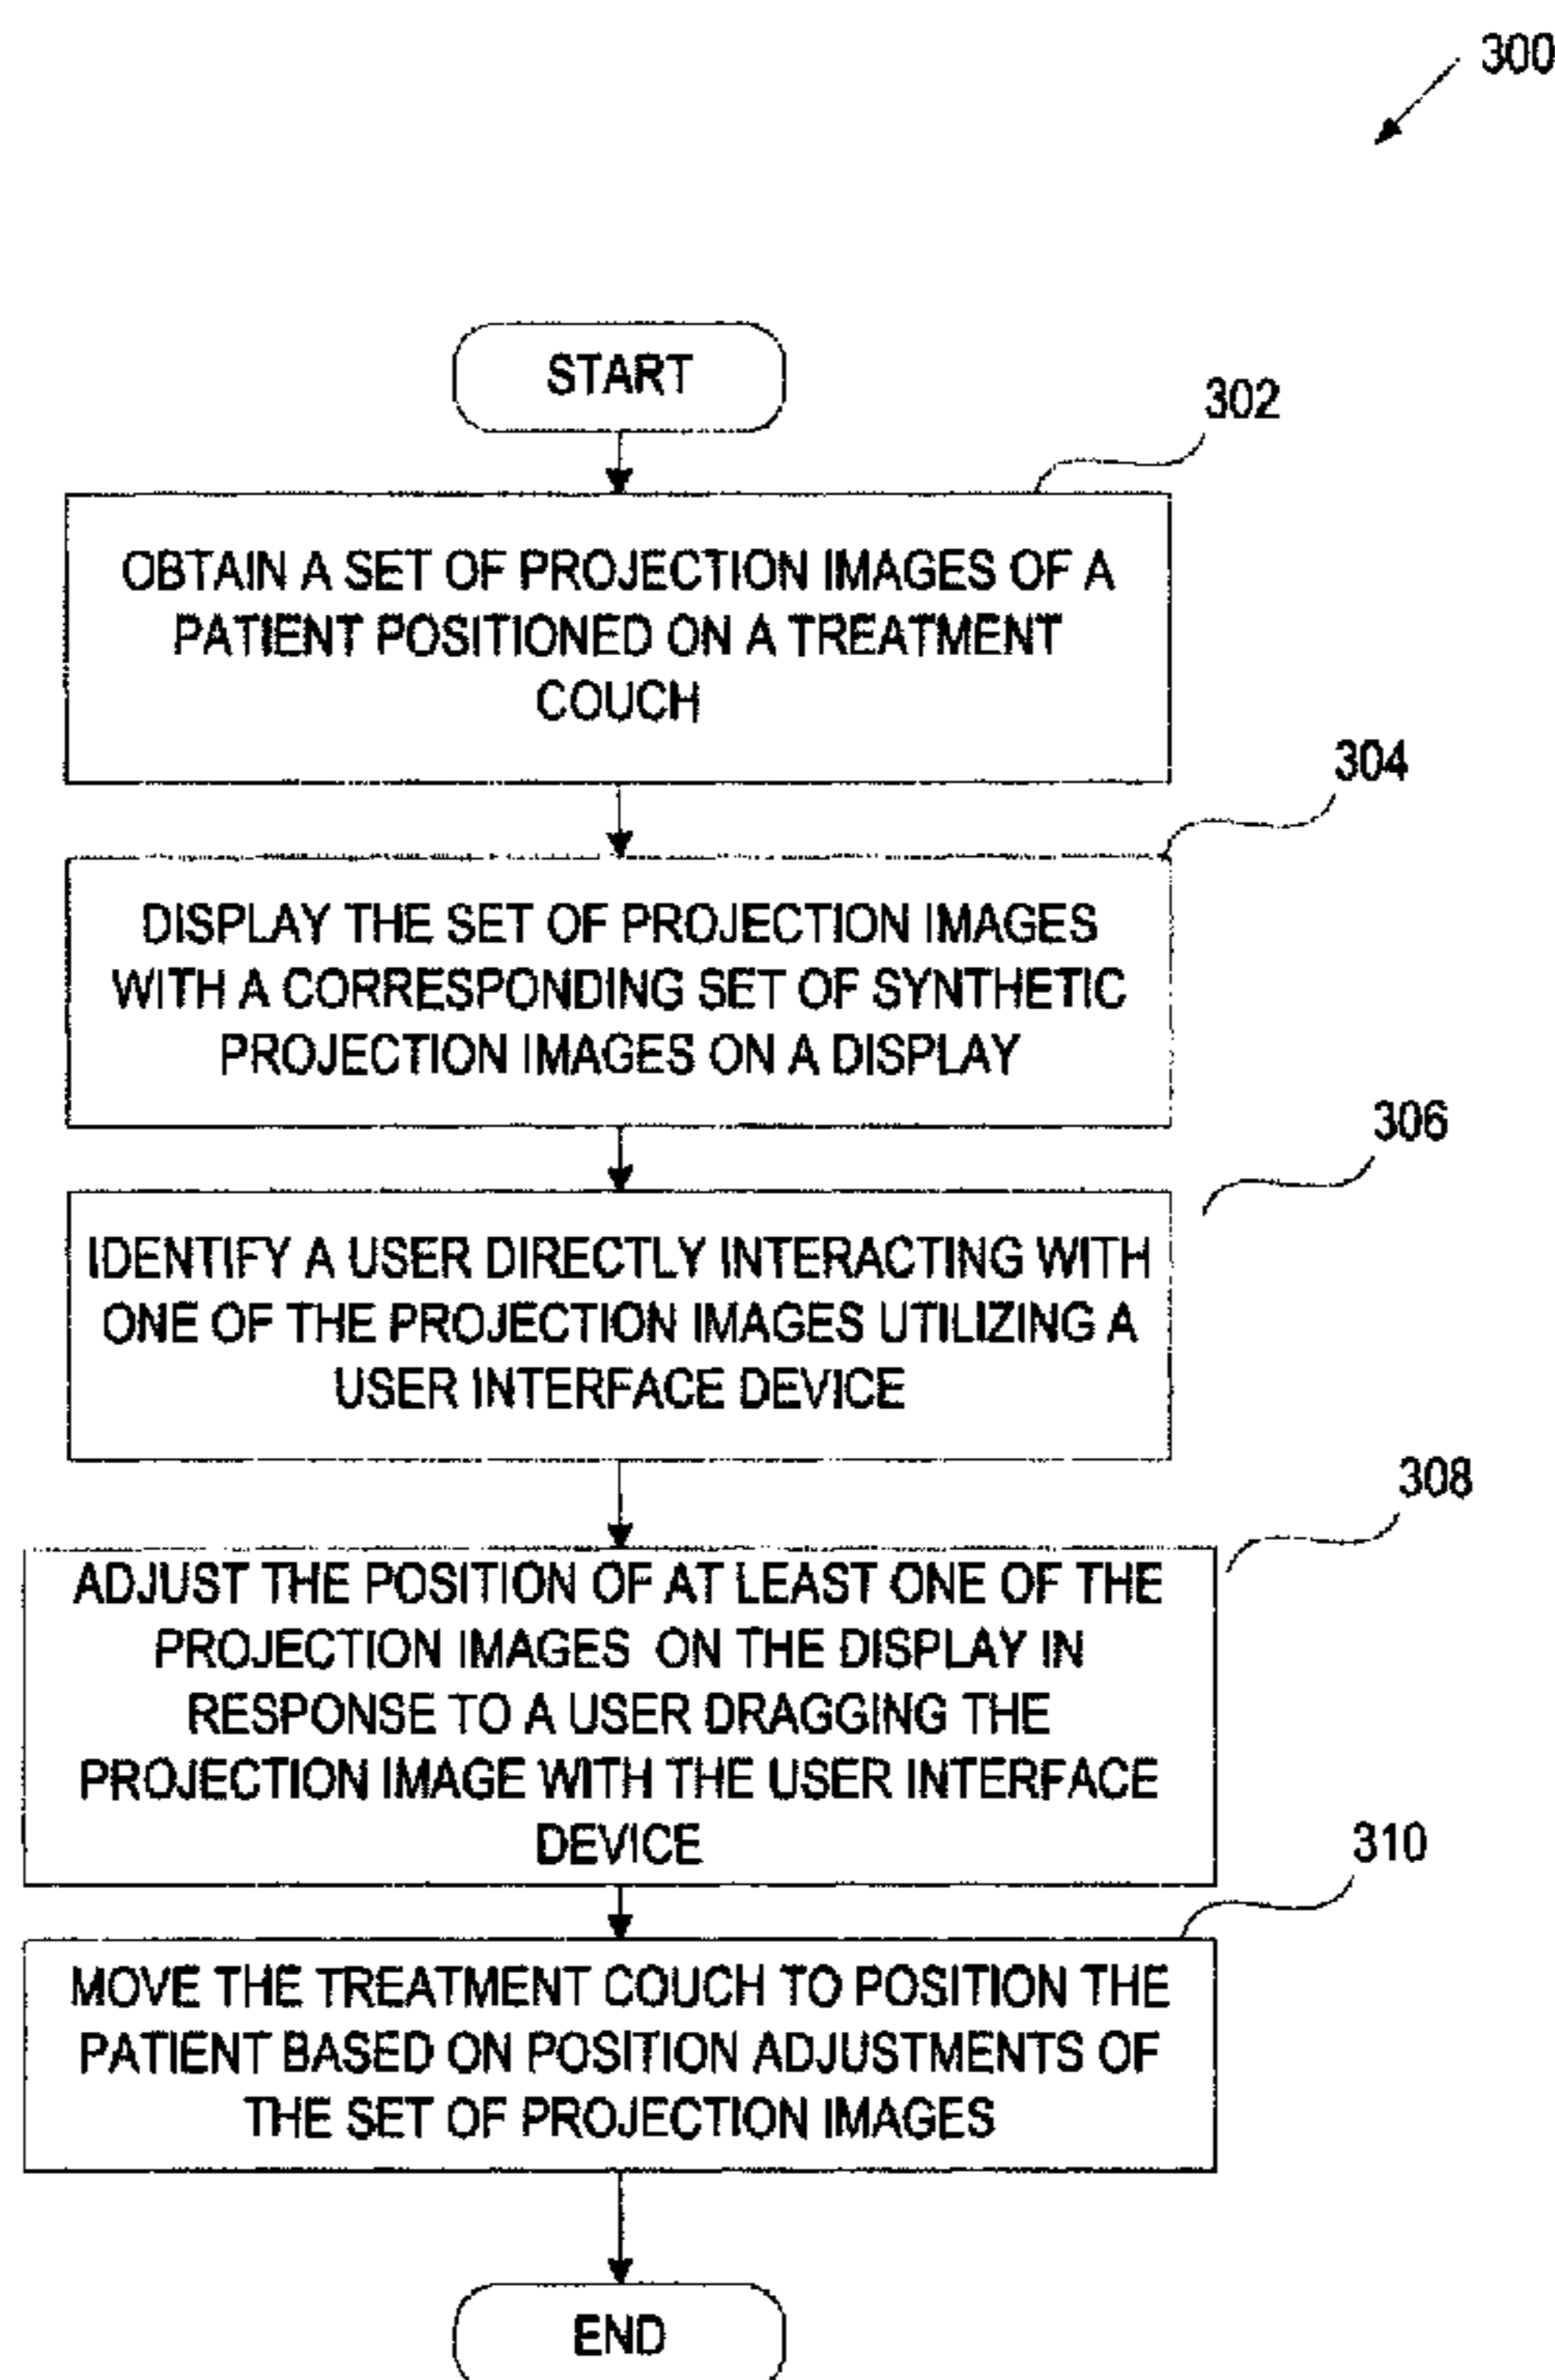 300
START
302
OBTAIN A SET OF PROJECTION IMAGES OF A
PATIENT POSITIONED ON A TREATMENT
COUCH
304
DISPLAY THE SET OF PROJECTION IMAGES
WITH A CORRESPONDING SET OF SYNTHETIC
PROJECTION IMAGES ON A DISPLAY
306
IDENTIFY A USER DIRECTLY INTERACTING WITH
ONE OF THE PROJECTION IMAGES UTILIZING A
USER INTERFACE DEVICE
308
ADJUST THE POSITION OF AT LEAST ONE OF THE
PROJECTION IMAGES ON THE DISPLAY IN
RESPONSE TO A USER DRAGGING THE
PROJECTION IMAGE WITH THE USER INTERFACE
DEVICE
310
MOVE THE TREATMENT COUCH TO POSITION THE
PATIENT BASED ON POSITION ADJUSTMENTS OF
THE SET OF PROJECTION IMAGES
END